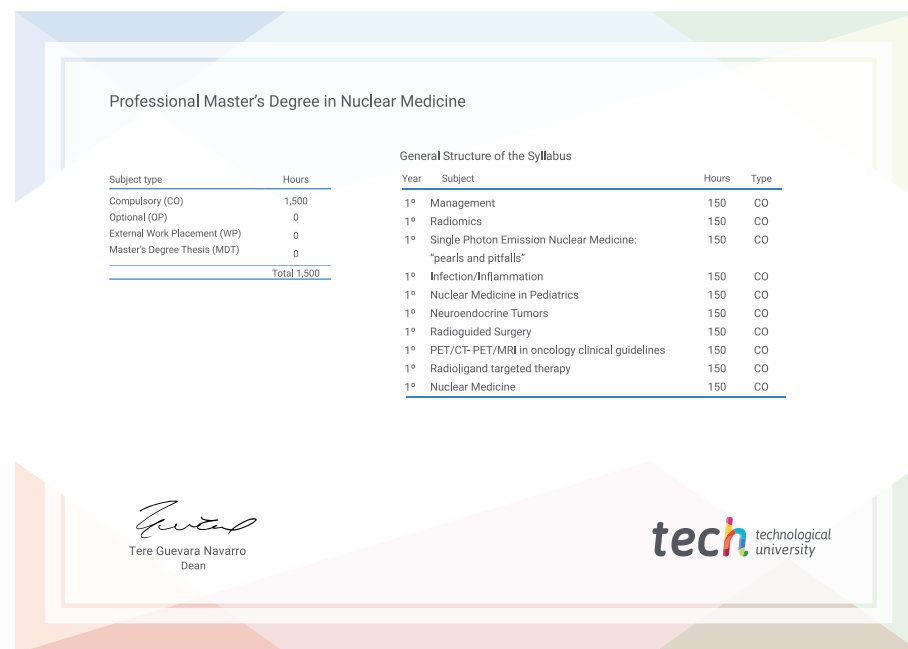 Professional Master's Degree in Nuclear Medicine
General Structure of the Syllabus
Subject type Hours
Compulsory (CO) 1,500
Optional (OP) 0
External Work Placement (WP) 0
Master's Degree Thesis (MDT) 0
Total 1,500
Year Subject Hours Type
1º Management 150 CO
1º Radiomics 150 CO
1º Single Photon Emission Nuclear Medicine: 150 CO
"pearls and pitfalls"
1º Infection/Inflammation 150 CO
1º Nuclear Medicine in Pediatrics 150 CO
1º Neuroendocrine Tumors 150 CO
1º Radioguided Surgery 150 CO
1º PET/CT- PET/MRI in oncology clinical guidelines 150 CO
1º Radioligand targeted therapy 150 CO
1º Nuclear Medicine 150 CO
Tere Guevara Navarro
Dean
tech technological
university